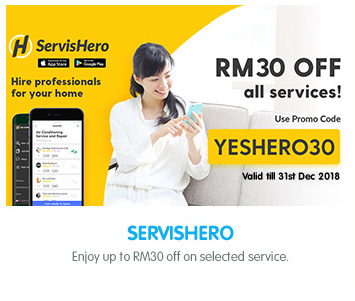 ServisHero
Download on the
App Store
GET IT ON
Google Play
Hire professionals
for your home
Air Conditioning
Service and Repair
RM30 OFF
all services!
Use Promo Code
YESHERO30
Valid till 31st Dec 2018
SERVISHERO
Enjoy up to RM30 off on selected service.